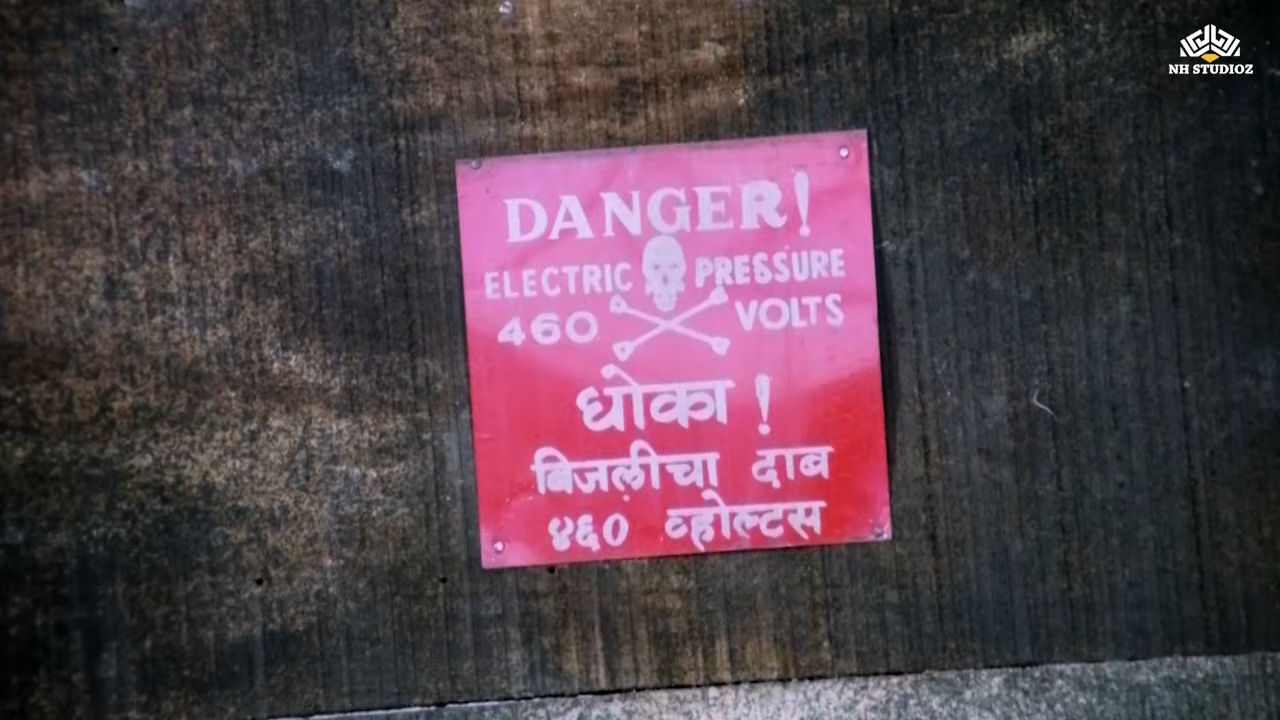 NH STUDIOZ
DANGER!
ELECTRIC PRESSURE
460 VOLTS
धोका !
बिजलीचा दाब
४६० व्होल्टस